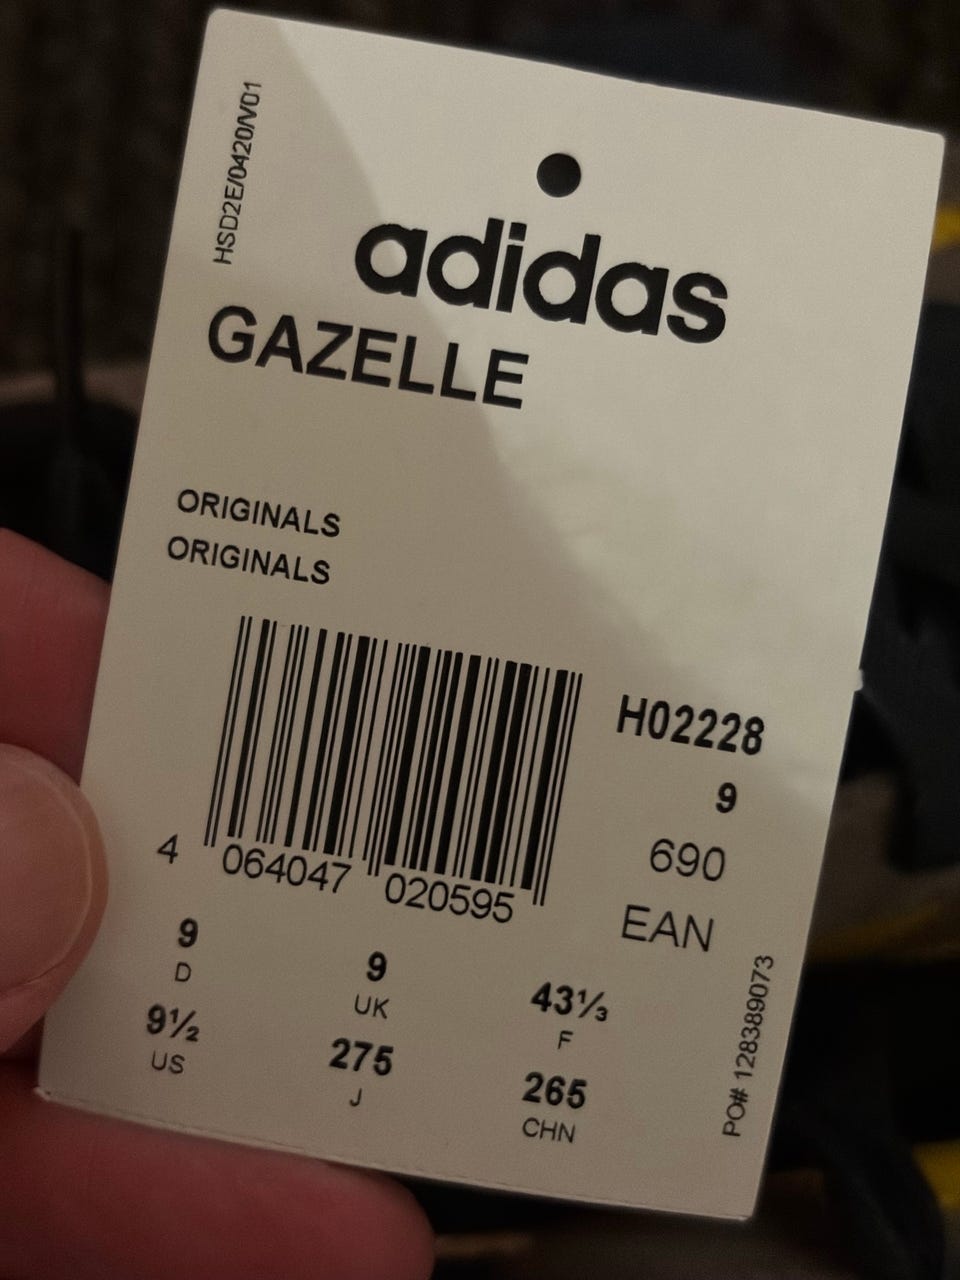 HSD2E/0420/V01
adidas
GAZELLE
ORIGINALS
ORIGINALS
H02228
9
690
EAN
4 064047 020595
9 9 43⅓
D UK F
9½ 275 265
US J CHN
PO# 128389073